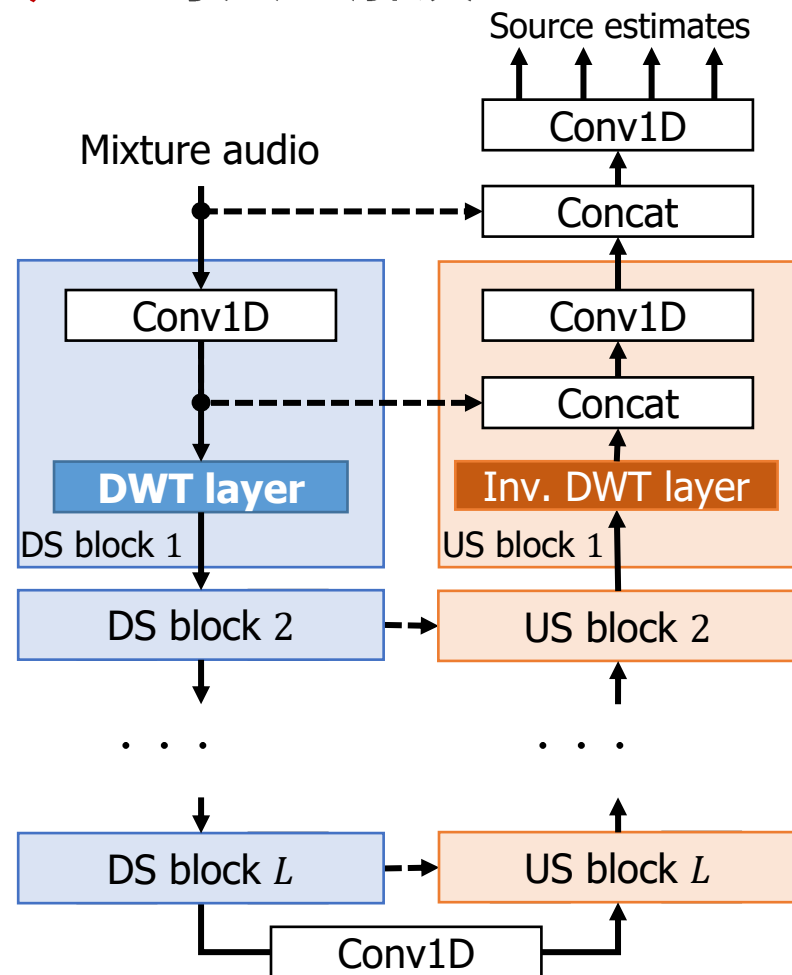 Source estimates
Conv1D
Mixture audio
Concat
Conv1D
Conv1D
Concat
DWT layer
Inv. DWT layer
DS block 1
US block 1
DS block 2
US block 2
. . .
. . .
DS block L
US block L
Conv1D